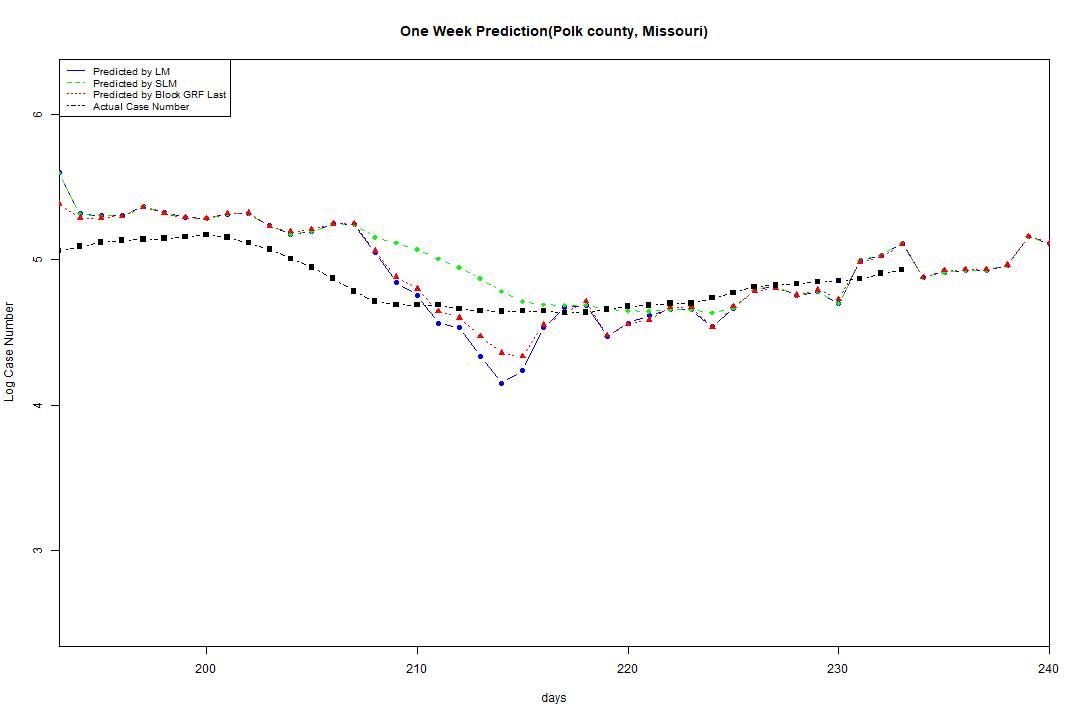 One Week Prediction(Polk county, Missouri)
Predicted by LM
Predicted by SLM
Predicted by Block GRF Last
Actual Case Number
6
5
4
3
Log Case Number
200 210 220 230 240
days